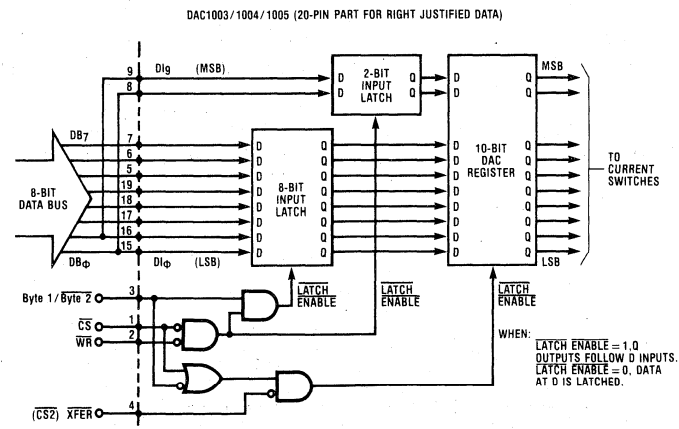 DAC1003/1004/1005 (20-PIN PART FOR RIGHT JUSTIFIED DATA)
9 DI9 (MSB)
8
2-BIT
INPUT
LATCH
D Q
D Q
D Q MSB
D Q
DB7 7
6
5
19
18
17
16
15
DBΦ DIΦ (LSB)
8-BIT
DATA BUS
8-BIT
INPUT
LATCH
D Q
D Q
D Q
D Q
D Q
D Q
D Q
D Q
10-BIT
DAC
REGISTER
D Q
D Q
D Q
D Q
D Q
D Q
D Q
D Q LSB
TO
CURRENT
SWITCHES
Byte 1/Byte 2 3
CS 1
WR 2
(CS2) XFER 4
LATCH
ENABLE
LATCH
ENABLE
LATCH
ENABLE
WHEN:
LATCH ENABLE = 1, Q
OUTPUTS FOLLOW D INPUTS.
LATCH ENABLE = 0, DATA
AT D IS LATCHED.